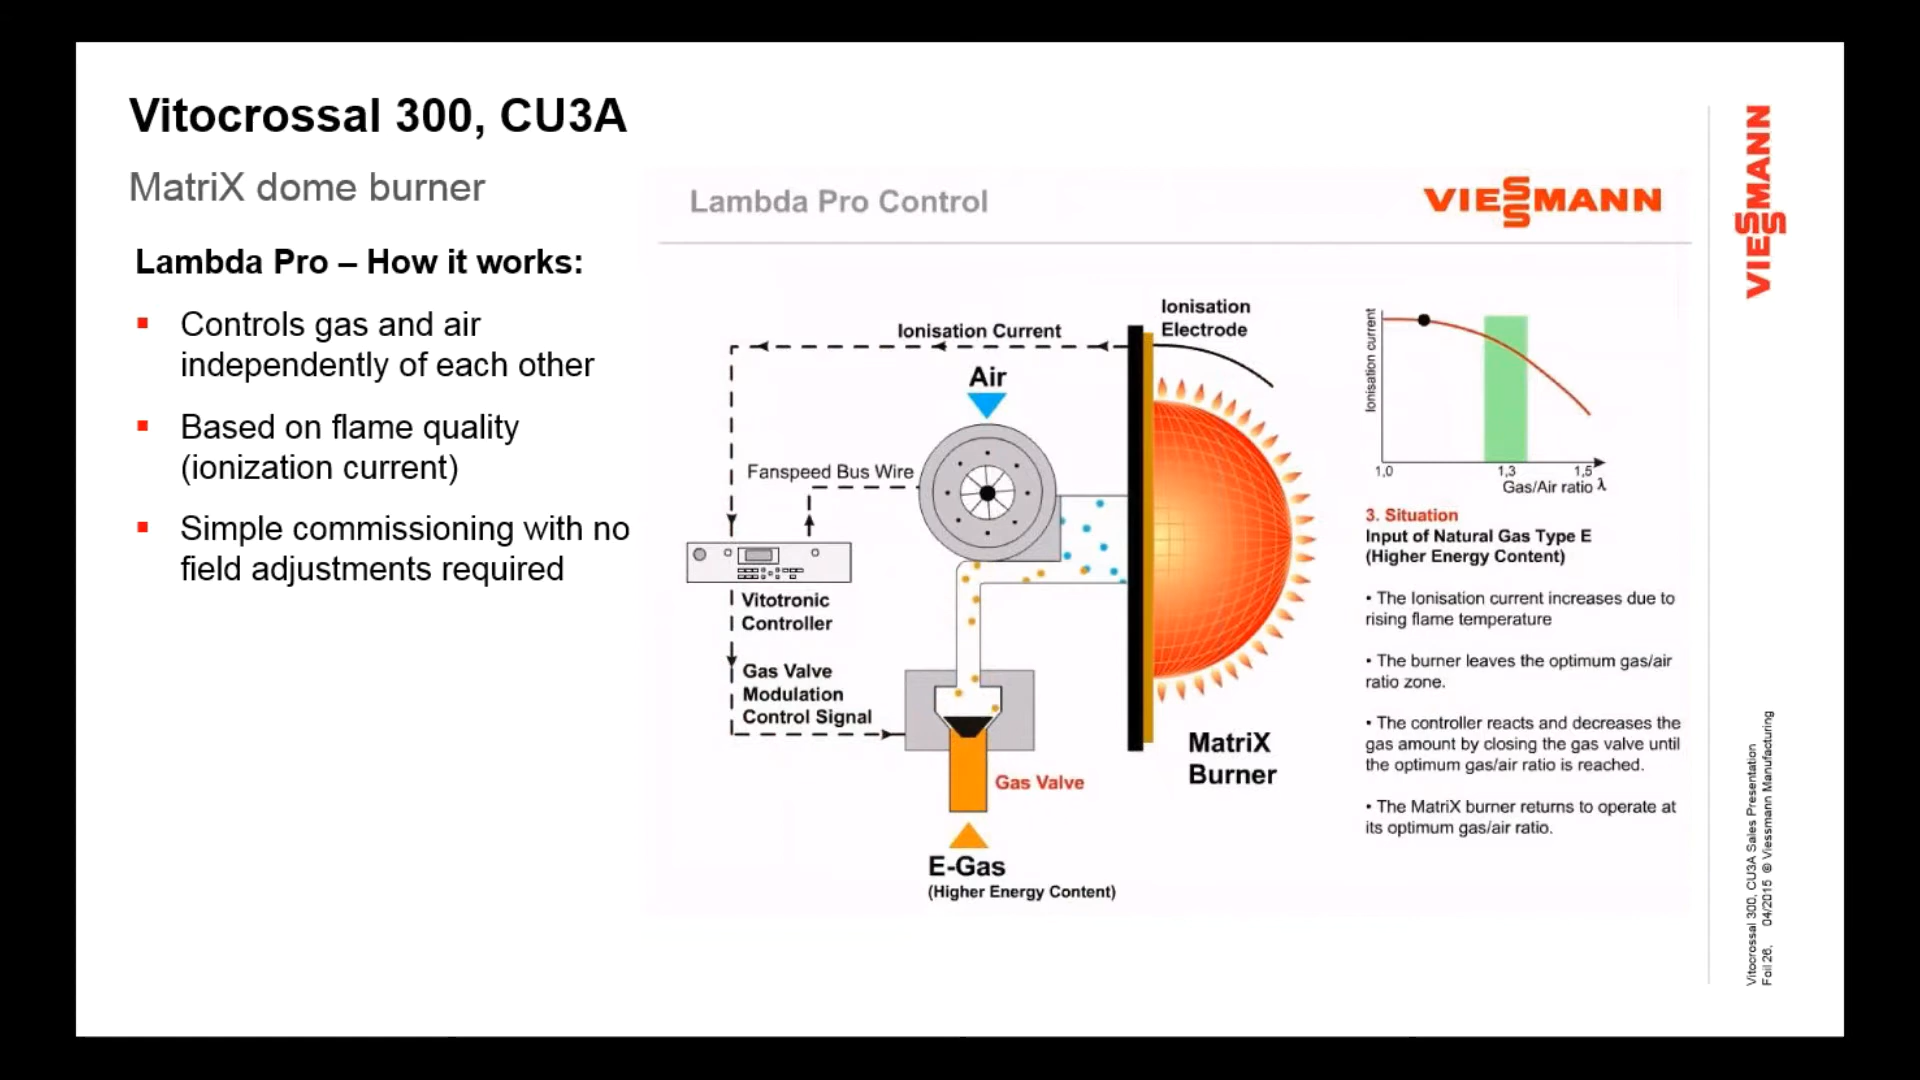 Vitocrossal 300, CU3A
MatriX dome burner
Lambda Pro – How it works:
▪ Controls gas and air
independently of each other
▪ Based on flame quality
(ionization current)
▪ Simple commissioning with no
field adjustments required
Lambda Pro Control
VIESSMANN
Ionisation Current
Ionisation
Electrode
Air
Fanspeed Bus Wire
Vitotronic
Controller
Gas Valve
Modulation
Control Signal
Gas Valve
MatriX
Burner
E-Gas
(Higher Energy Content)
Ionisation current
1,0 1,3 1,5
Gas/Air ratio λ
3. Situation
Input of Natural Gas Type E
(Higher Energy Content)
• The Ionisation current increases due to
rising flame temperature
• The burner leaves the optimum gas/air
ratio zone.
• The controller reacts and decreases the
gas amount by closing the gas valve until
the optimum gas/air ratio is reached.
• The MatriX burner returns to operate at
its optimum gas/air ratio.
VIESSMANN
Vitocrossal 300, CU3A Sales Presentation
Foil 26, 04/2015 © Viessmann Manufacturing